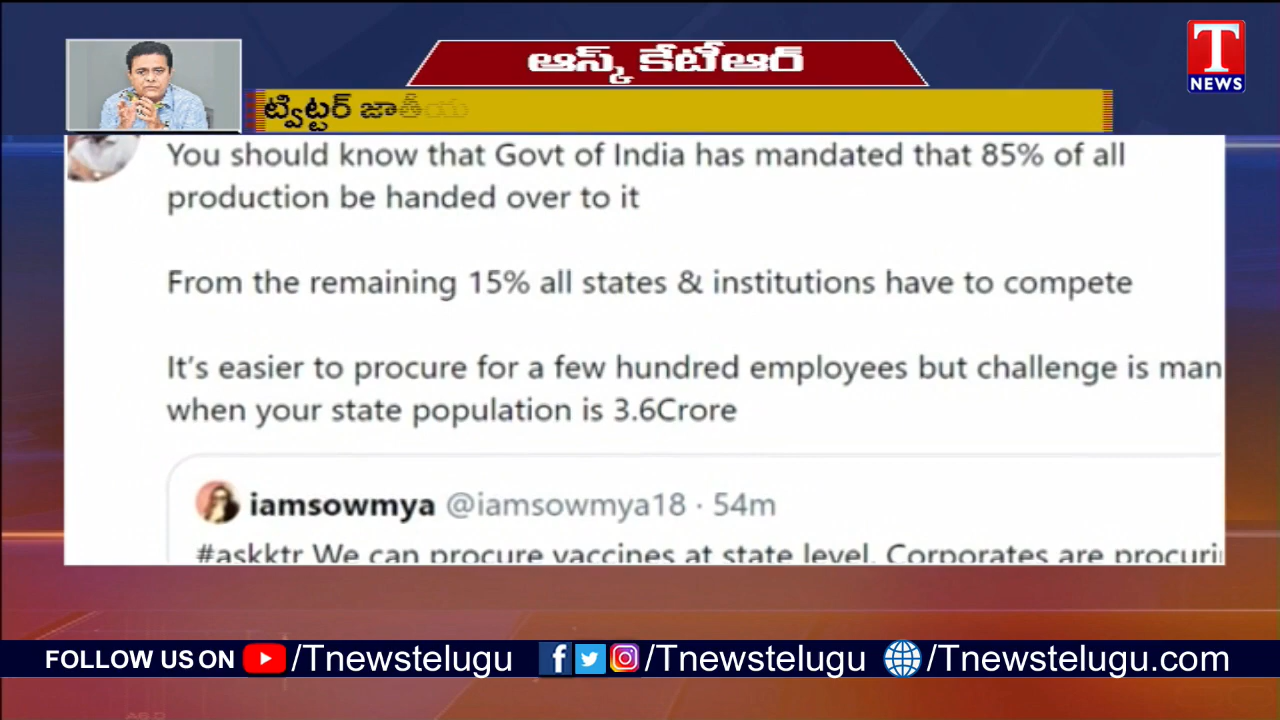 ఆస్క్ కేటీఆర్
T
NEWS
ట్విట్టర్ జాతీయ
You should know that Govt of India has mandated that 85% of all
production be handed over to it
From the remaining 15% all states & institutions have to compete
It's easier to procure for a few hundred employees but challenge is man
when your state population is 3.6Crore
iamsowmya @iamsowmya18 · 54m
#askktr We can procure vaccines at state level. Corporates are procuri
FOLLOW US ON /Tnewstelugu /Tnewstelugu /Tnewstelugu.com